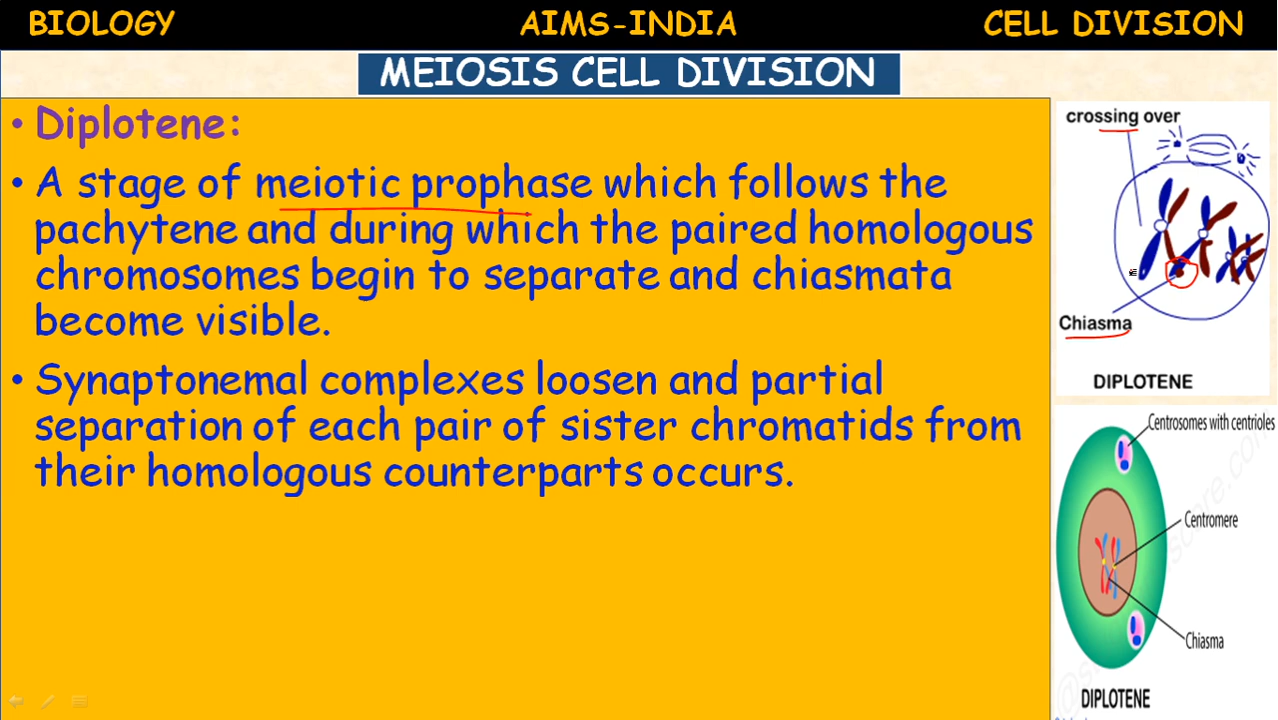 BIOLOGY AIMS-INDIA CELL DIVISION
MEIOSIS CELL DIVISION
• Diplotene:
• A stage of meiotic prophase which follows the
pachytene and during which the paired homologous
chromosomes begin to separate and chiasmata
become visible.
• Synaptonemal complexes loosen and partial
separation of each pair of sister chromatids from
their homologous counterparts occurs.
crossing over
Chiasma
DIPLOTENE
Centrosomes with centrioles
Centromere
Chiasma
DIPLOTENE